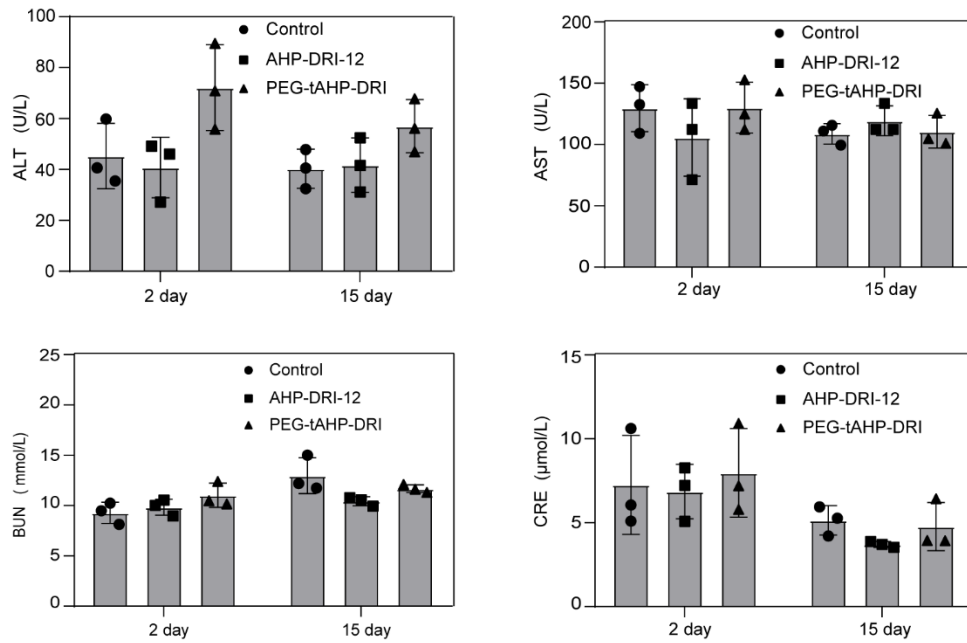 ALT (U/L)
100
80
60
40
20
0
Control
AHP-DRI-12
PEG-tAHP-DRI
2 day
15 day
AST (U/L)
200
150
100
50
0
Control
AHP-DRI-12
PEG-tAHP-DRI
2 day
15 day
BUN ( mmol/L)
25
20
15
10
5
0
Control
AHP-DRI-12
PEG-tAHP-DRI
2 day
15 day
CRE (μmol/L)
15
10
5
0
Control
AHP-DRI-12
PEG-tAHP-DRI
2 day
15 day